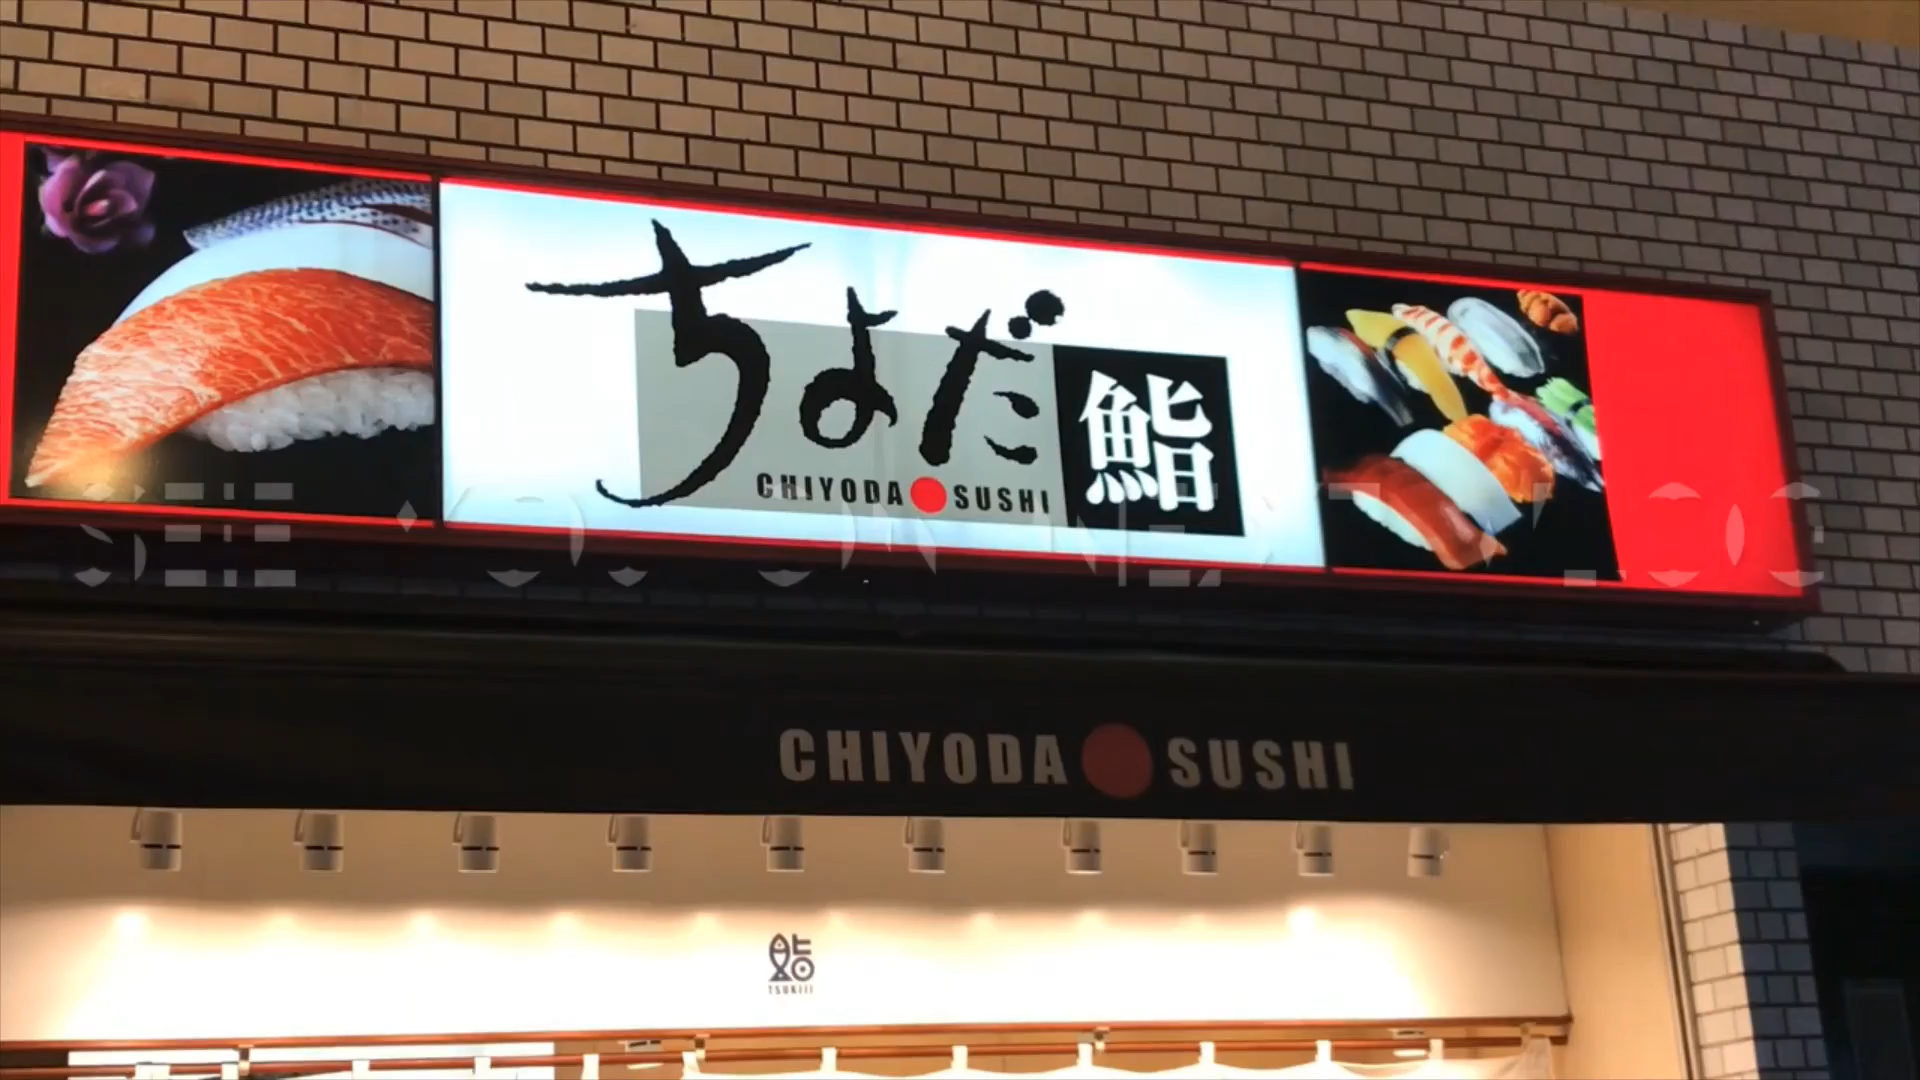 ちよだ鮨
CHIYODA SUSHI
SEE YOU ON NEXT VLOG
CHIYODA SUSHI
鮨
TSUKIJI